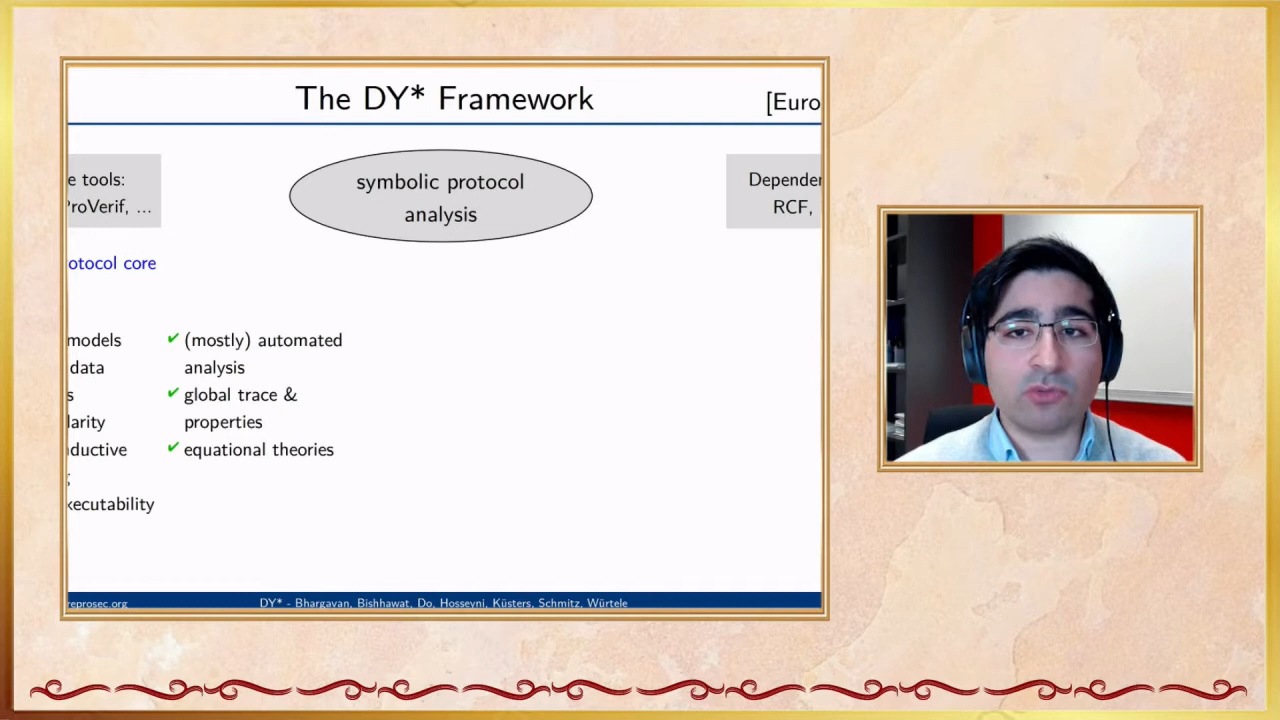 The DY* Framework
[Euro
e tools:
ProVerif, ...
symbolic protocol
analysis
Depender
RCF,
otocol core
models
data
s
larity
ductive
xecutability
✔ (mostly) automated
analysis
✔ global trace &
properties
✔ equational theories
reprosec.org
DY* - Bhargavan, Bishhawat, Do, Hosseyni, Küsters, Schmitz, Würtele